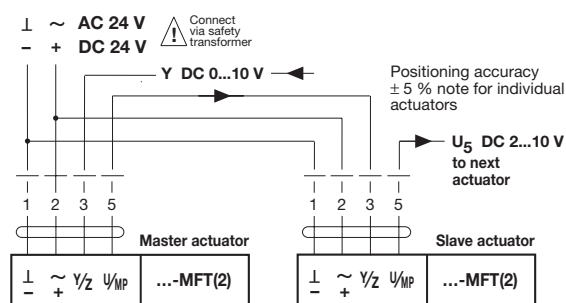 ⊥ ~ AC 24 V
– + DC 24 V
Connect
via safety
transformer
Y DC 0...10 V
Positioning accuracy
± 5 % note for individual
actuators
U5 DC 2...10 V
to next
actuator
1 2 3 5
1 2 3 5
Master actuator
Slave actuator
⊥ ~ Y/Z U/MP ...-MFT(2)
– +
⊥ ~ Y/Z U/MP ...-MFT(2)
– +